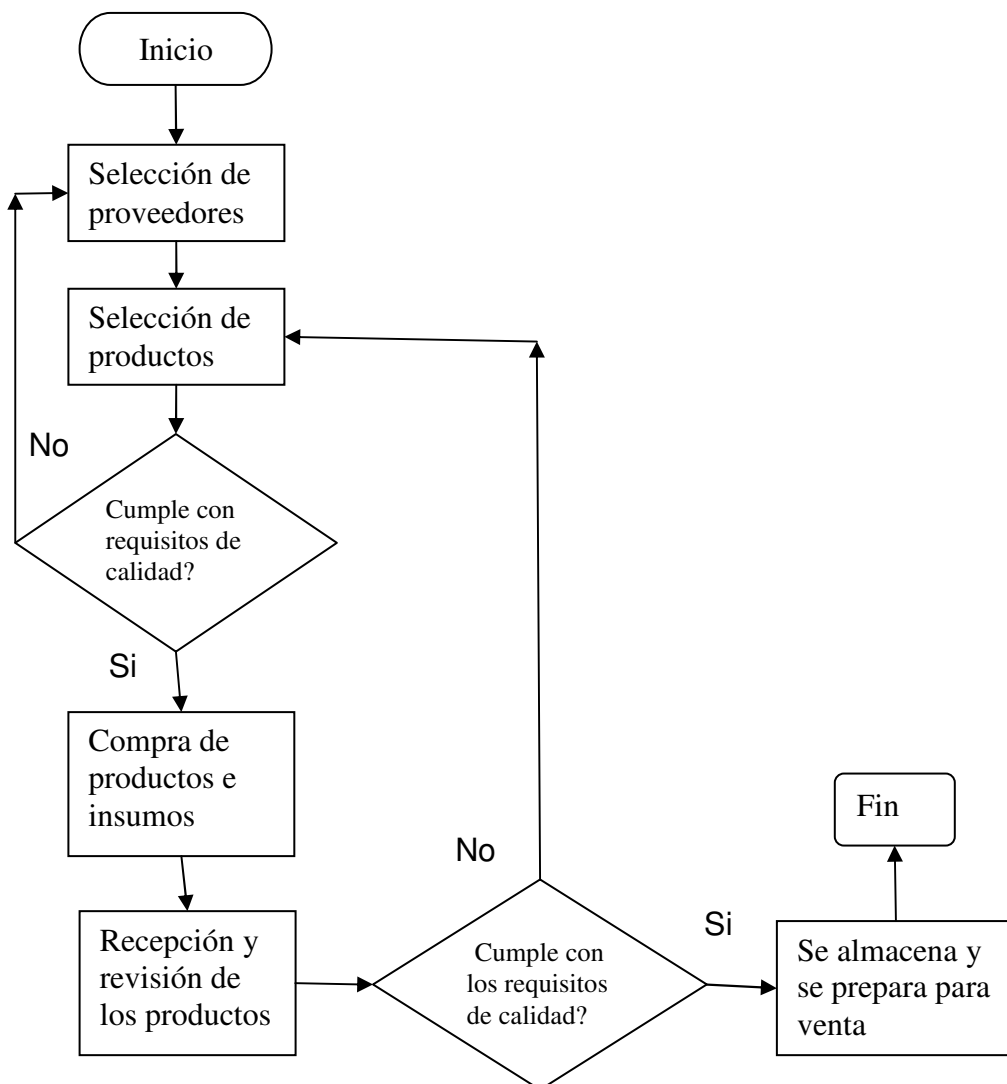 Inicio
Selección de
proveedores
Selección de
productos
No
Cumple con
requisitos de
calidad?
Si
Compra de
productos e
insumos
Recepción y
revisión de
los productos
No
Cumple con
los requisitos
de calidad?
Si
Se almacena y
se prepara para
venta
Fin